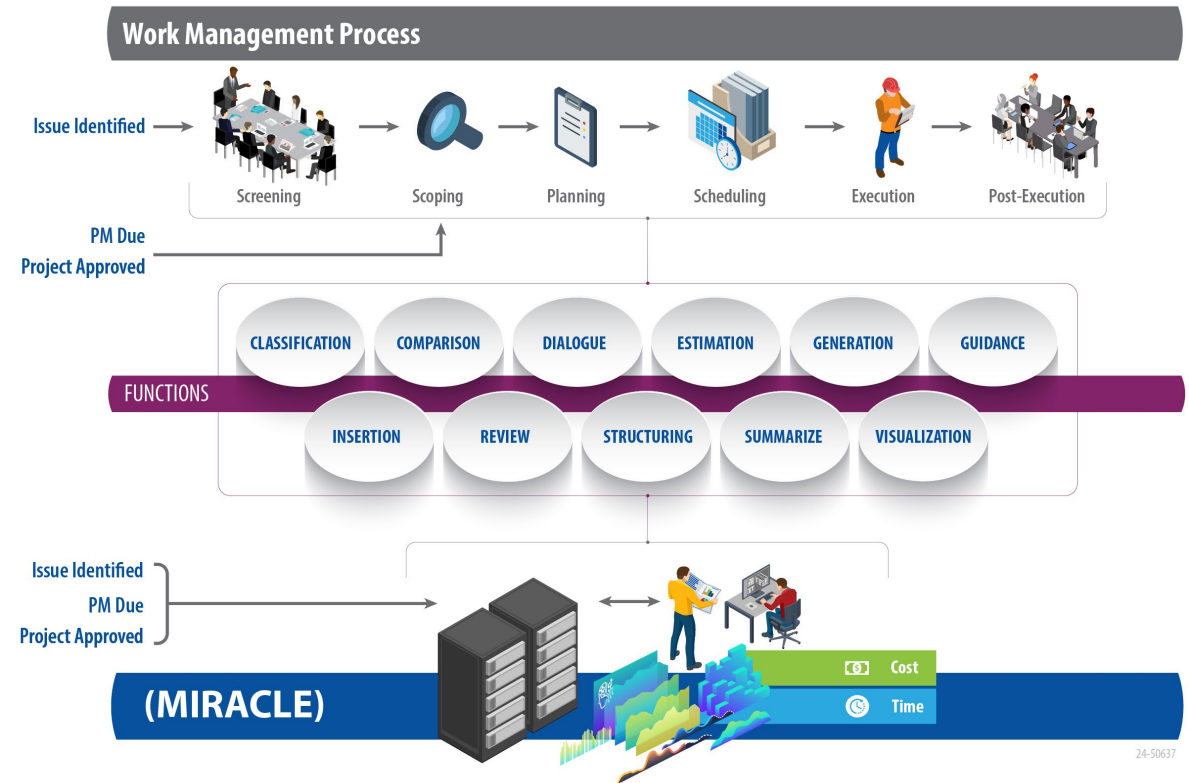 Work Management Process
Issue Identified
Screening
Scoping
Planning
Scheduling
Execution
Post-Execution
PM Due
Project Approved
CLASSIFICATION
COMPARISON
DIALOGUE
ESTIMATION
GENERATION
GUIDANCE
FUNCTIONS
INSERTION
REVIEW
STRUCTURING
SUMMARIZE
VISUALIZATION
Issue Identified
PM Due
Project Approved
(MIRACLE)
Cost
Time
24-50637